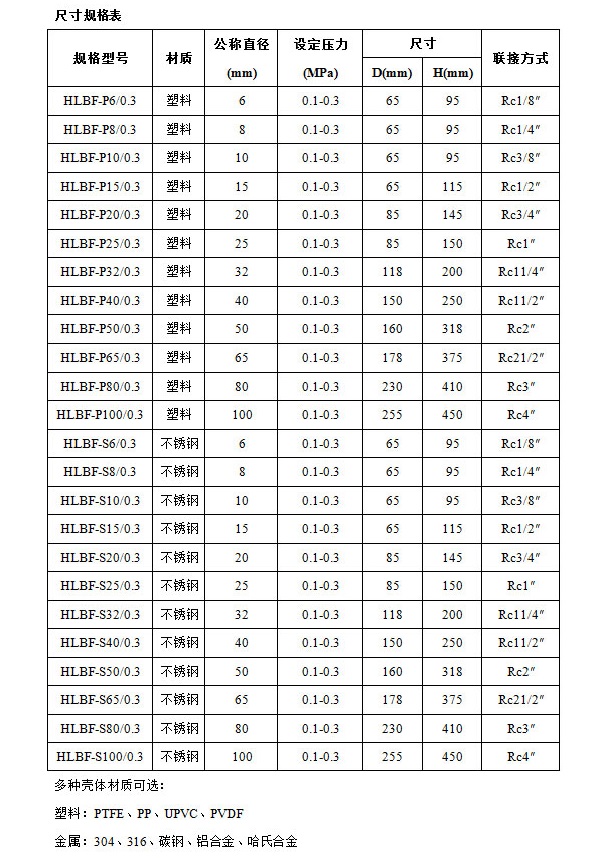 尺寸规格表
规格型号 材质 公称直径 (mm) 设定压力 (MPa) 尺寸 D(mm) H(mm) 联接方式
HLBF-P6/0.3 塑料 6 0.1-0.3 65 95 Rc1/8″
HLBF-P8/0.3 塑料 8 0.1-0.3 65 95 Rc1/4″
HLBF-P10/0.3 塑料 10 0.1-0.3 65 95 Rc3/8″
HLBF-P15/0.3 塑料 15 0.1-0.3 65 115 Rc1/2″
HLBF-P20/0.3 塑料 20 0.1-0.3 85 145 Rc3/4″
HLBF-P25/0.3 塑料 25 0.1-0.3 85 150 Rc1″
HLBF-P32/0.3 塑料 32 0.1-0.3 118 200 Rc11/4″
HLBF-P40/0.3 塑料 40 0.1-0.3 150 250 Rc11/2″
HLBF-P50/0.3 塑料 50 0.1-0.3 160 318 Rc2″
HLBF-P65/0.3 塑料 65 0.1-0.3 178 375 Rc21/2″
HLBF-P80/0.3 塑料 80 0.1-0.3 230 410 Rc3″
HLBF-P100/0.3 塑料 100 0.1-0.3 255 450 Rc4″
HLBF-S6/0.3 不锈钢 6 0.1-0.3 65 95 Rc1/8″
HLBF-S8/0.3 不锈钢 8 0.1-0.3 65 95 Rc1/4″
HLBF-S10/0.3 不锈钢 10 0.1-0.3 65 95 Rc3/8″
HLBF-S15/0.3 不锈钢 15 0.1-0.3 65 115 Rc1/2″
HLBF-S20/0.3 不锈钢 20 0.1-0.3 85 145 Rc3/4″
HLBF-S25/0.3 不锈钢 25 0.1-0.3 85 150 Rc1″
HLBF-S32/0.3 不锈钢 32 0.1-0.3 118 200 Rc11/4″
HLBF-S40/0.3 不锈钢 40 0.1-0.3 150 250 Rc11/2″
HLBF-S50/0.3 不锈钢 50 0.1-0.3 160 318 Rc2″
HLBF-S65/0.3 不锈钢 65 0.1-0.3 178 375 Rc21/2″
HLBF-S80/0.3 不锈钢 80 0.1-0.3 230 410 Rc3″
HLBF-S100/0.3 不锈钢 100 0.1-0.3 255 450 Rc4″
多种壳体材质可选：
塑料：PTFE、PP、UPVC、PVDF
金属：304、316、碳钢、铝合金、哈氏合金